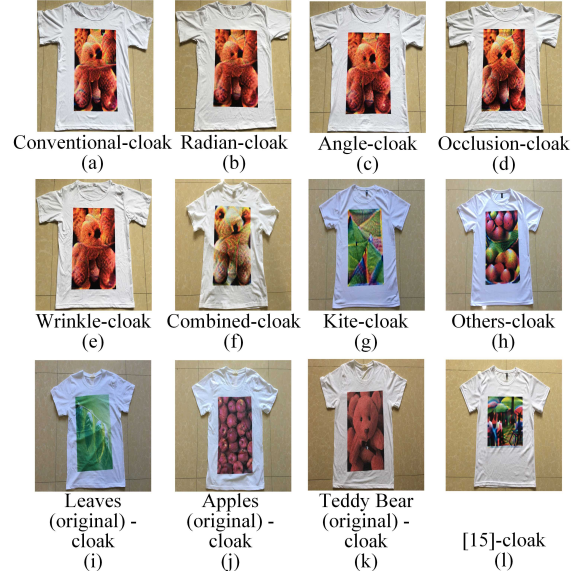 Conventional-cloak Radian-cloak Angle-cloak Occlusion-cloak
(a) (b) (c) (d)
Wrinkle-cloak Combined-cloak Kite-cloak Others-cloak
(e) (f) (g) (h)
Leaves Apples Teddy Bear
(original) - (original) - (original) - [15]-cloak
cloak cloak cloak
(i) (j) (k) (l)